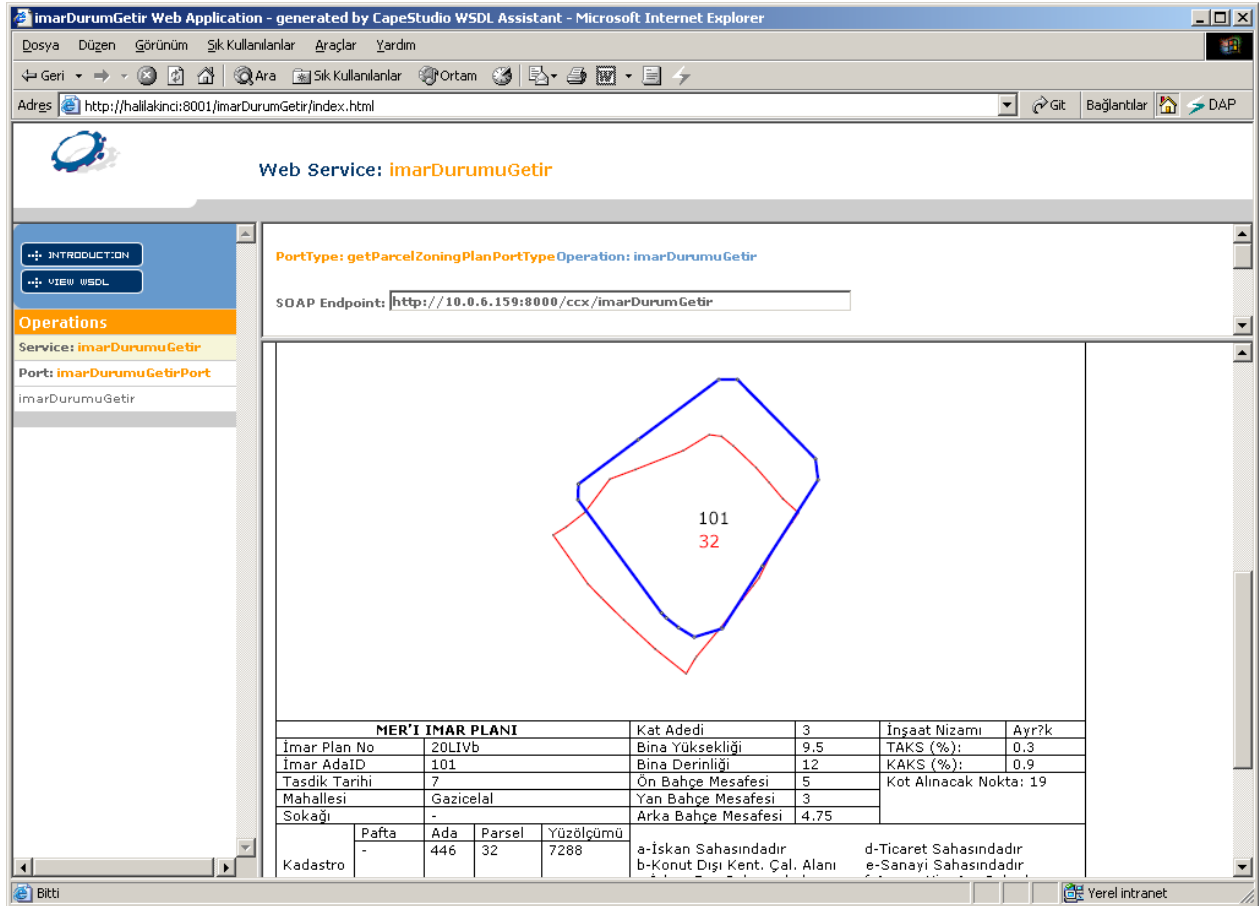 imarDurumGetir Web Application - generated by CapeStudio WSDL Assistant - Microsoft Internet Explorer
Dosya Düzen Görünüm Sık Kullanılanlar Araçlar Yardım
Geri Ara Sık Kullanılanlar Ortam
Adres http://halilakinci:8001/imarDurumGetir/index.html Git Bağlantılar DAP
Web Service: imarDurumuGetir
INTRODUCTION
VIEW WSDL
Operations
Service: imarDurumuGetir
Port: imarDurumuGetirPort
imarDurumuGetir
PortType: getParcelZoningPlanPortTypeOperation: imarDurumuGetir
SOAP Endpoint: http://10.0.6.159:8000/ccx/imarDurumGetir
101
32
MER'I IMAR PLANI Kat Adedi 3 İnşaat Nizamı Ayr?k
İmar Plan No 20LIVb Bina Yüksekliği 9.5 TAKS (%): 0.3
İmar AdaID 101 Bina Derinliği 12 KAKS (%): 0.9
Tasdik Tarihi 7 Ön Bahçe Mesafesi 5 Kot Alınacak Nokta: 19
Mahallesi Gazicelal Yan Bahçe Mesafesi 3
Sokağı - Arka Bahçe Mesafesi 4.75
Pafta Ada Parsel Yüzölçümü
- 446 32 7288 a-İskan Sahasındadır d-Ticaret Sahasındadır
Kadastro b-Konut Dışı Kent. Çal. Alanı e-Sanayi Sahasındadır
Bitti Yerel intranet